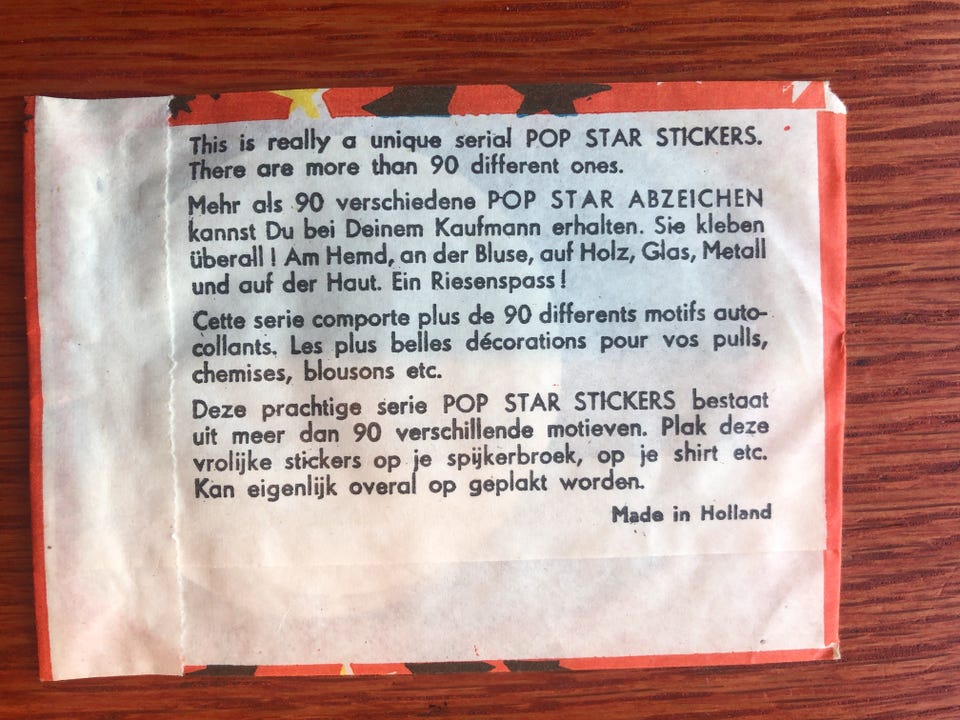 This is really a unique serial POP STAR STICKERS.
There are more than 90 different ones.
Mehr als 90 verschiedene POP STAR ABZEICHEN
kannst Du bei Deinem Kaufmann erhalten. Sie kleben
überall! Am Hemd, an der Bluse, auf Holz, Glas, Metall
und auf der Haut. Ein Riesenspass!
Cette serie comporte plus de 90 differents motifs auto-
collants. Les plus belles décorations pour vos pulls,
chemises, blousons etc.
Deze prachtige serie POP STAR STICKERS bestaat
uit meer dan 90 verschillende motieven. Plak deze
vrolijke stickers op je spijkerbroek, op je shirt etc.
Kan eigenlijk overal op geplakt worden.
Made in Holland